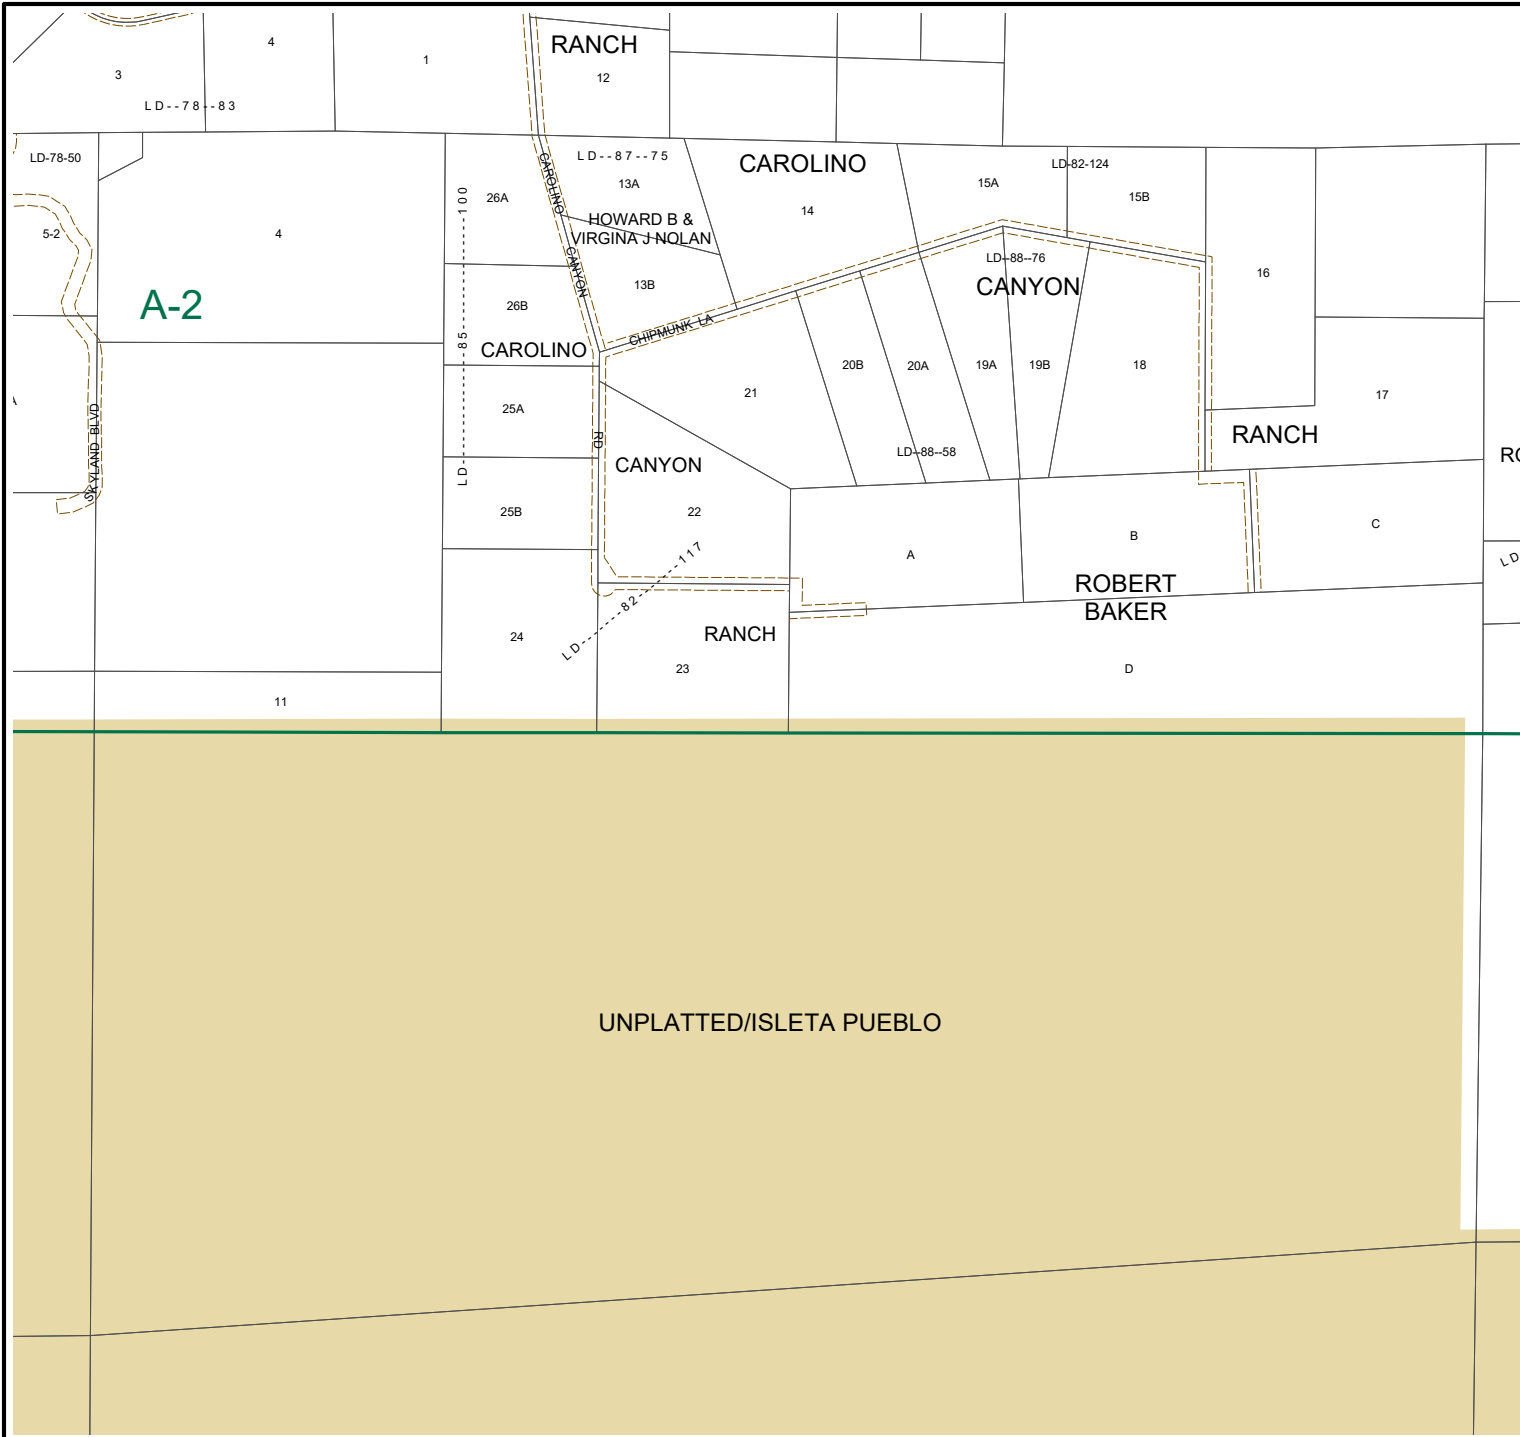 4
1
RANCH
3
12
LD--78--83
LD-78-50
LD--87--75
CAROLINO
LD-82-124
13A
15A
26A
15B
CAROLINO
CANYON
RD
LD------85------100
14
HOWARD B &
VIRGINA J NOLAN
5-2
4
LD--88--76
16
CANYON
13B
A-2
26B
CHIPMUNK LA
CAROLINO
20B
20A
19A
19B
18
21
17
25A
SKYLAND BLVD
RANCH
LD--88--58
CANYON
25B
22
A
B
C
LD------82------117
ROBERT
BAKER
24
RANCH
23
D
11
UNPLATTED/ISLETA PUEBLO
LD